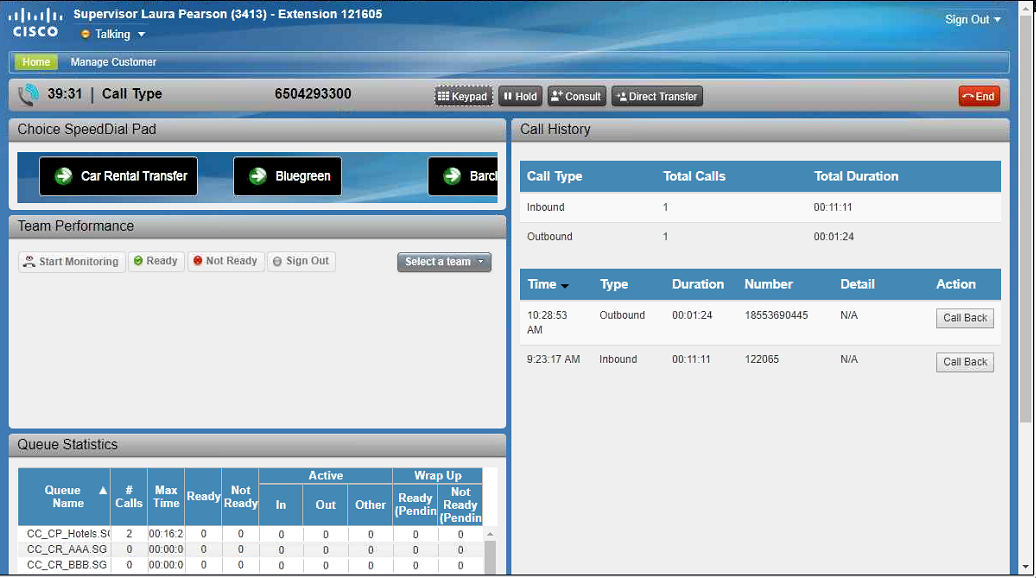 Supervisor Laura Pearson (3413) - Extension 121605
Sign Out
CISCO
Talking
Home Manage Customer
39:31 | Call Type 6504293300 Keypad Hold Consult Direct Transfer End
Choice SpeedDial Pad
Car Rental Transfer Bluegreen Barcl
Team Performance
Start Monitoring Ready Not Ready Sign Out Select a team
Queue Statistics
Active Wrap Up
Queue Name # Calls Max Time Ready Not Ready In Out Other Ready (Pendin Not Ready (Pendin
CC_CP_Hotels.SG 2 00:16:2 0 0 0 0 0 0 0
CC_CR_AAA.SG 0 00:00:0 0 0 0 0 0 0 0
CC_CR_BBB.SG 0 00:00:0 0 0 0 0 0 0 0
Call History
Call Type Total Calls Total Duration
Inbound 1 00:11:11
Outbound 1 00:01:24
Time Type Duration Number Detail Action
10:28:53 AM Outbound 00:01:24 18553690445 N/A Call Back
9:23:17 AM Inbound 00:11:11 122065 N/A Call Back